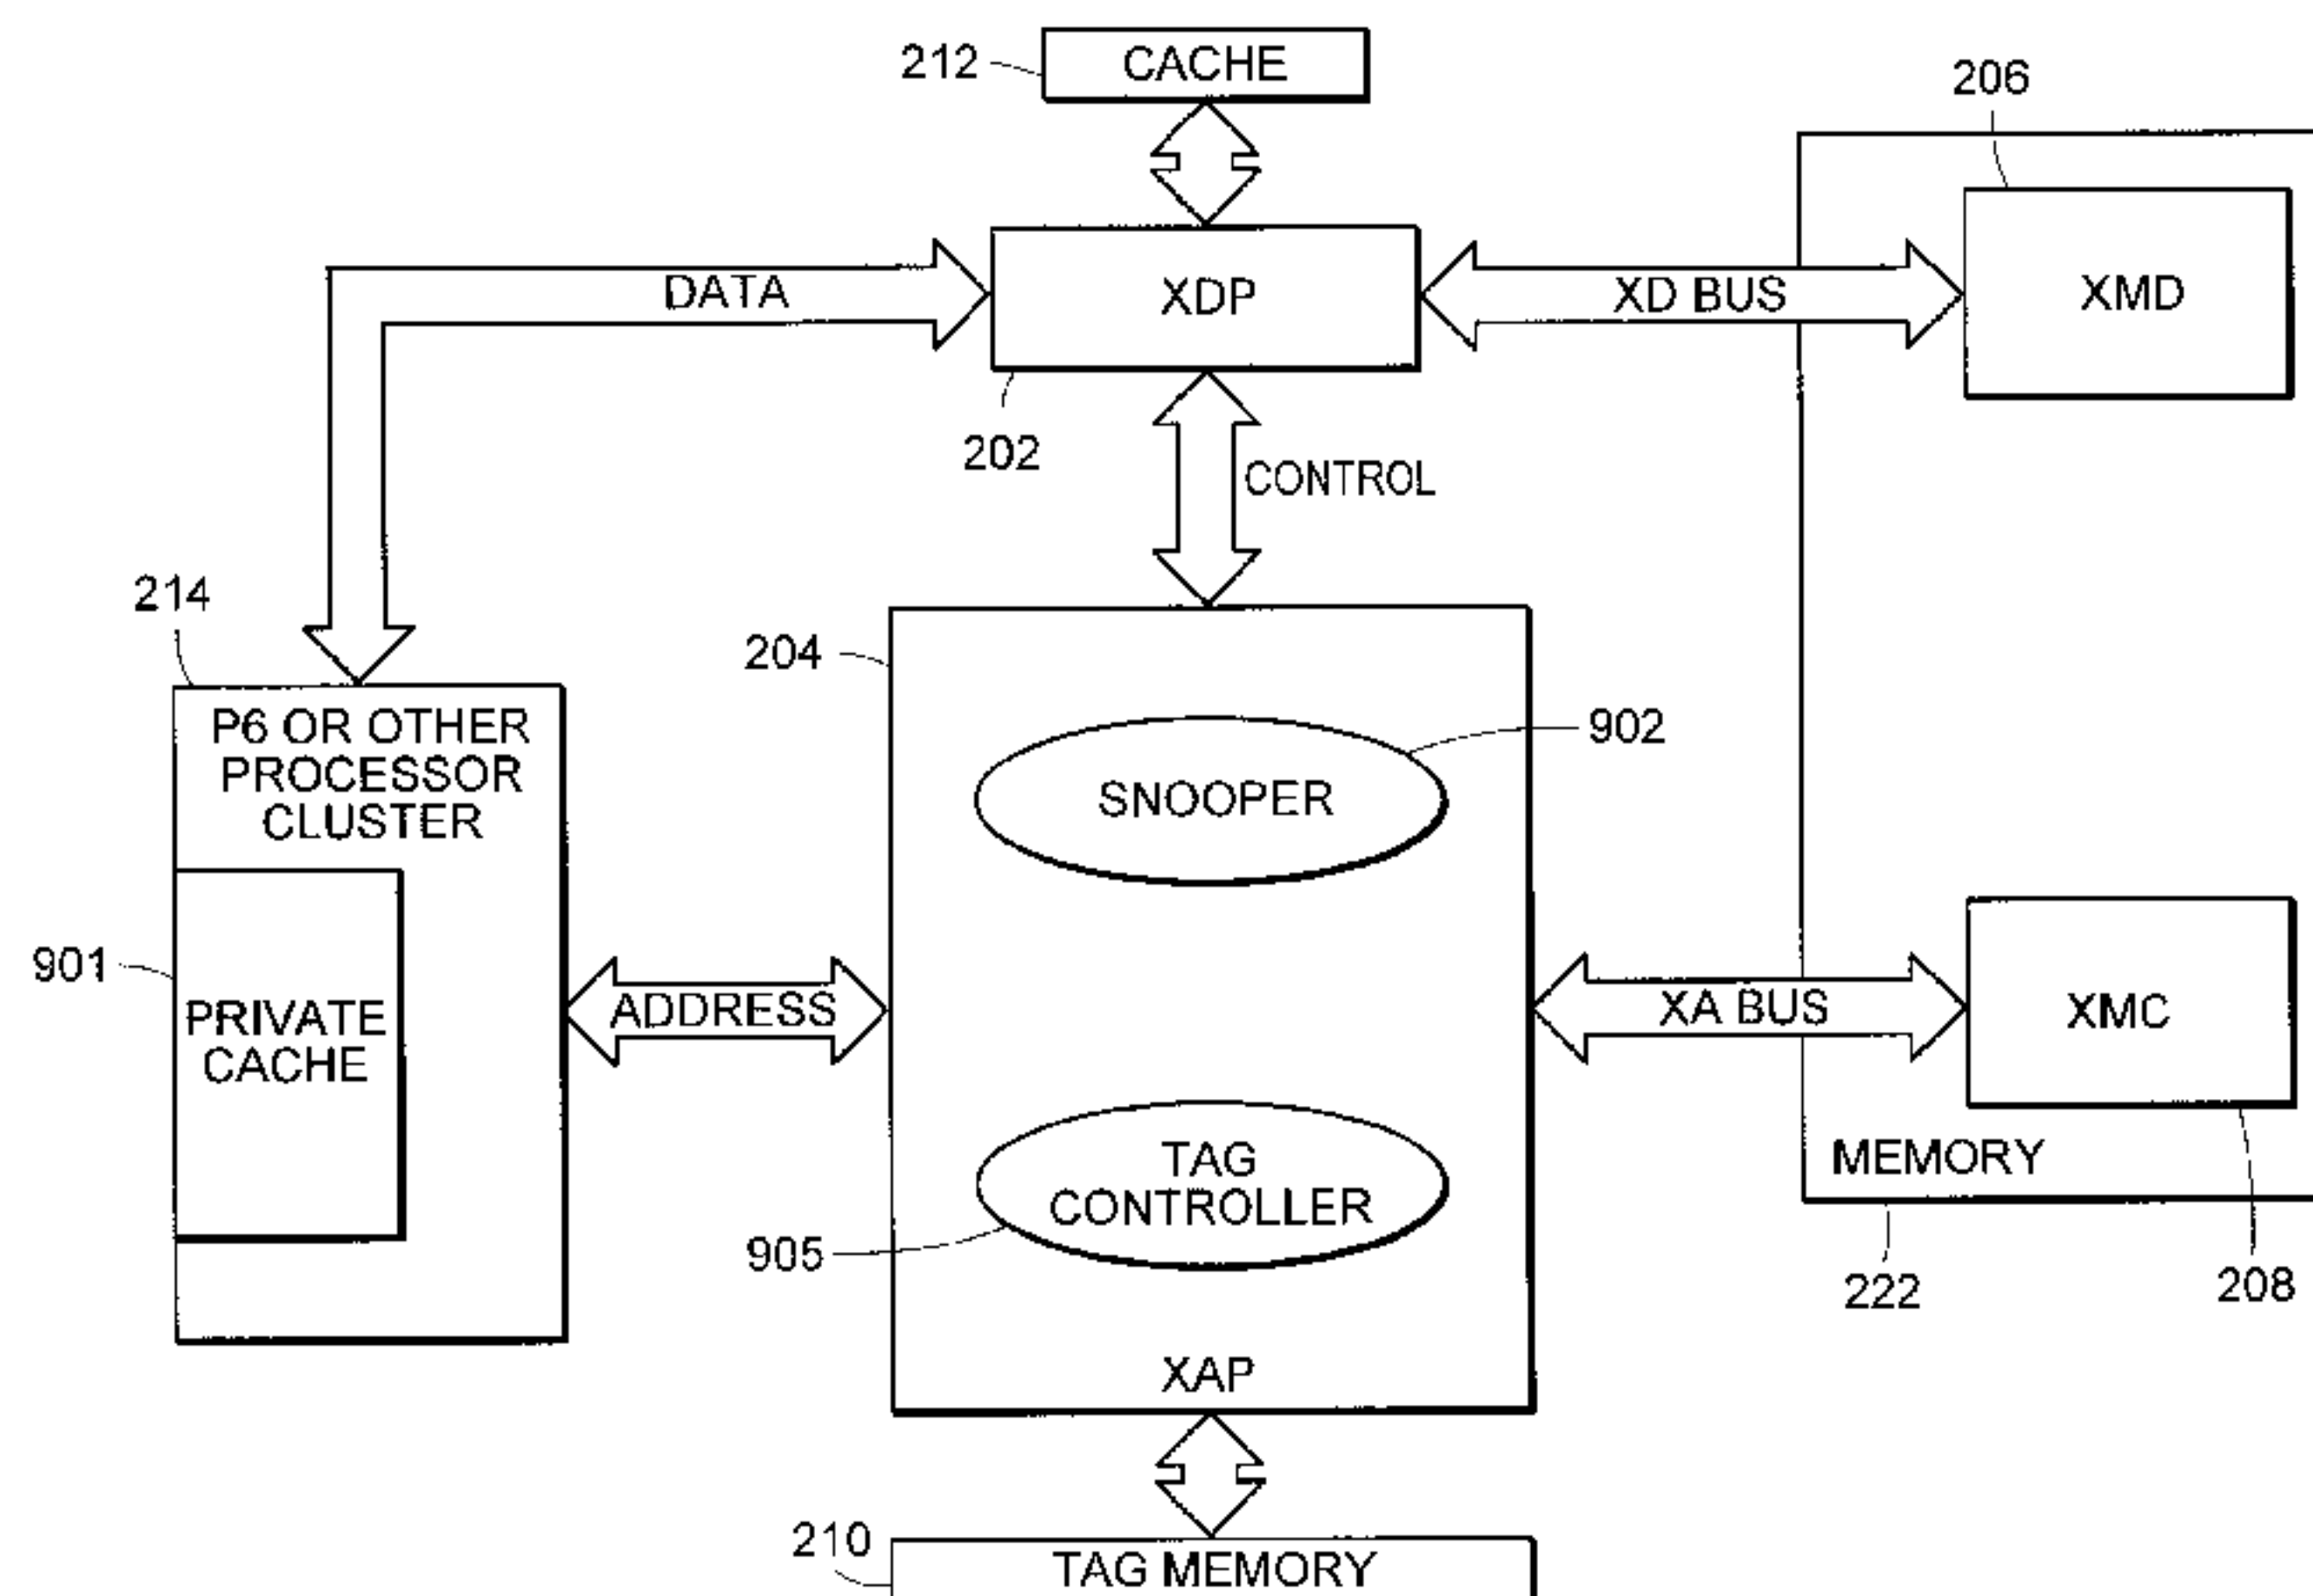 212
CACHE
206
DATA
XDP
XD BUS
XMD
202
CONTROL
214
204
P6 OR OTHER
PROCESSOR
CLUSTER
902
SNOOPER
901
PRIVATE
CACHE
ADDRESS
XA BUS
XMC
TAG
CONTROLLER
905
MEMORY
222
208
XAP
210
TAG MEMORY